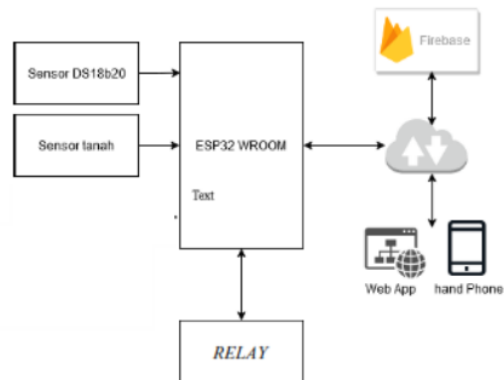 Firebase
Sensor DS18b20
Sensor tanah
ESP32 WROOM
Text
Web App
hand Phone
RELAY